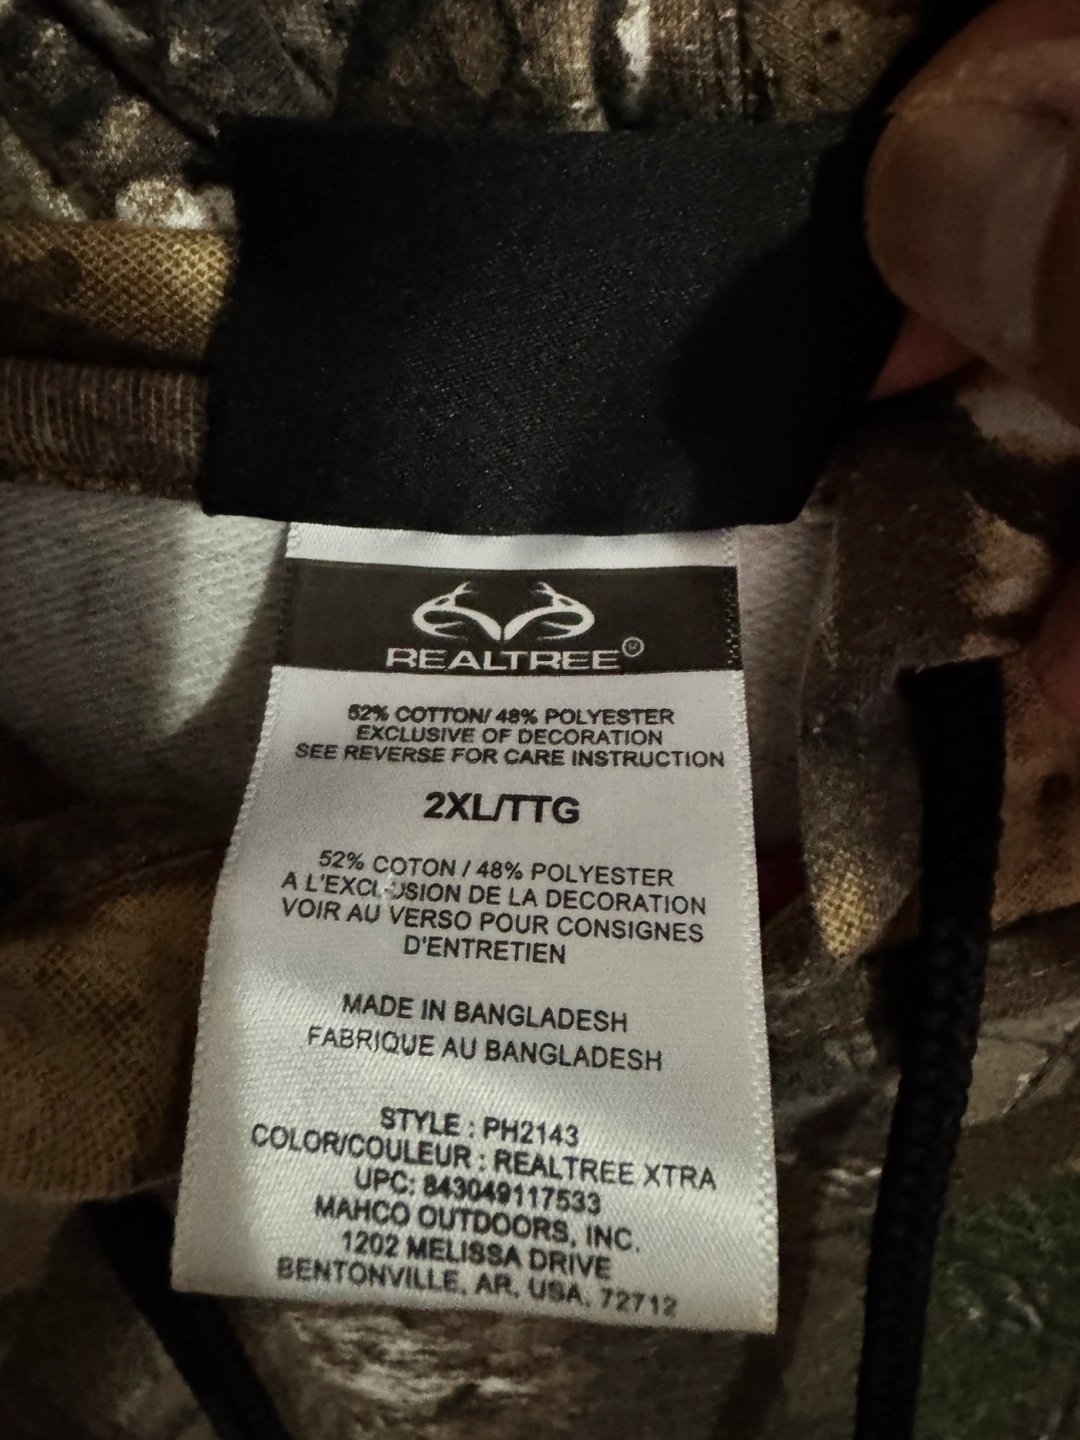 REALTREE
52% COTTON/ 48% POLYESTER
EXCLUSIVE OF DECORATION
SEE REVERSE FOR CARE INSTRUCTION
2XL/TTG
52% COTON / 48% POLYESTER
A L'EXCLUSION DE LA DECORATION
VOIR AU VERSO POUR CONSIGNES
D'ENTRETIEN
MADE IN BANGLADESH
FABRIQUE AU BANGLADESH
STYLE : PH2143
COLOR/COULEUR : REALTREE XTRA
UPC: 843049117533
MAHCO OUTDOORS, INC.
1202 MELISSA DRIVE
BENTONVILLE, AR, USA, 72712